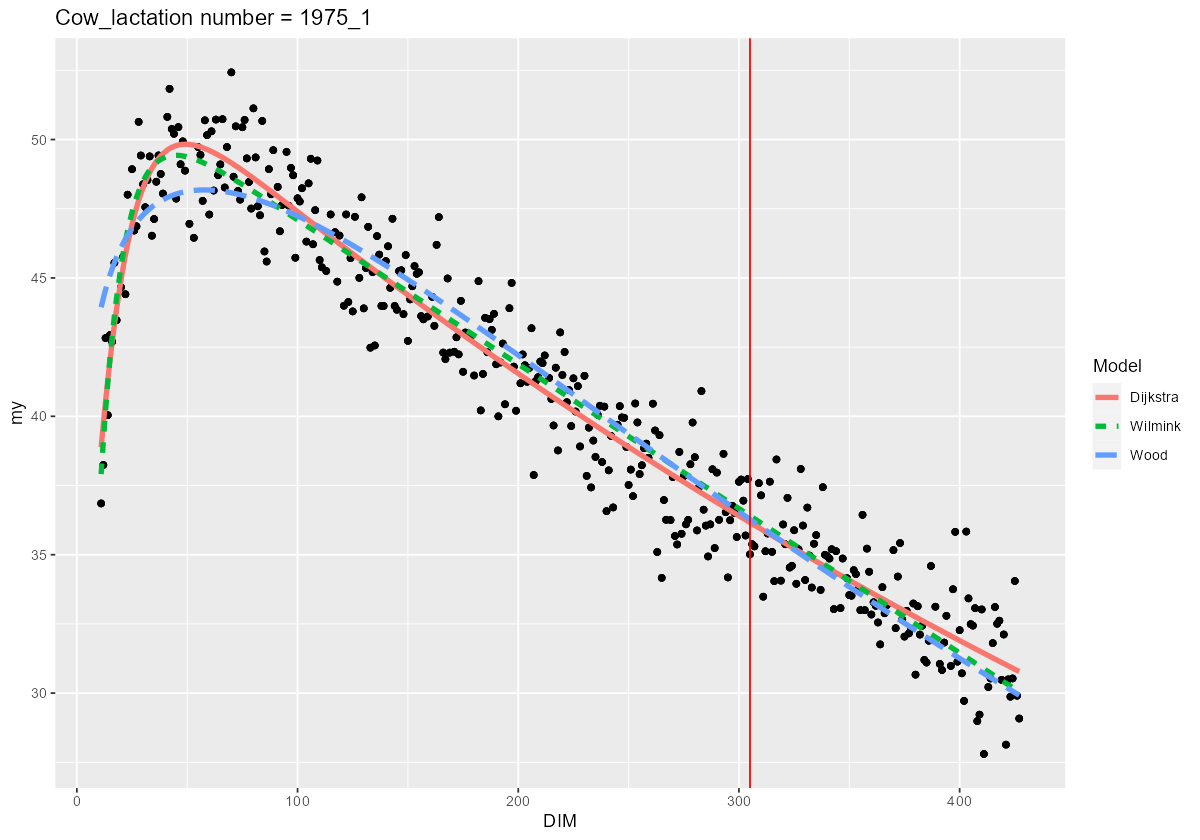 Cow_lactation number = 1975_1
50
45
40
35
30
my
0 100 200 300 400
DIM
Model
Dijkstra
Wilmink
Wood